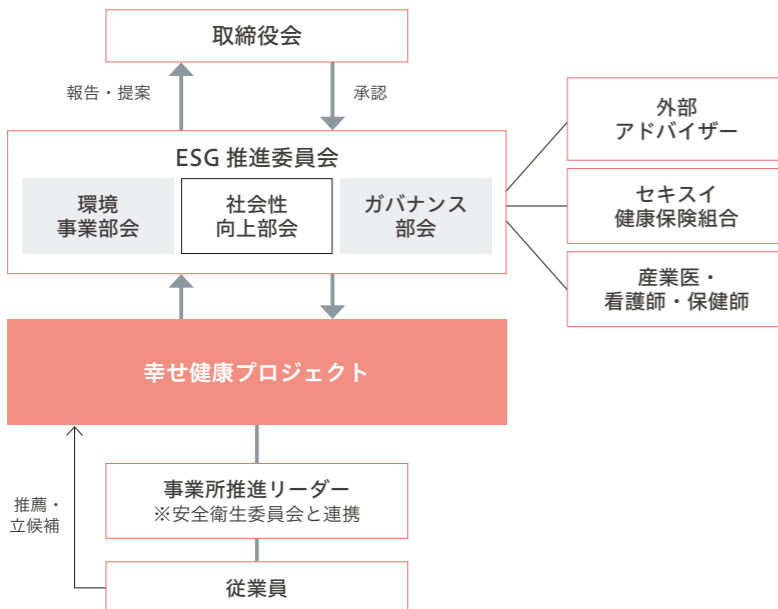 取締役会
報告・提案
承認
ESG 推進委員会
環境
事業部会
社会性
向上部会
ガバナンス
部会
外部
アドバイザー
セキスイ
健康保険組合
産業医・
看護師・保健師
幸せ健康プロジェクト
推薦・
立候補
事業所推進リーダー
※安全衛生委員会と連携
従業員